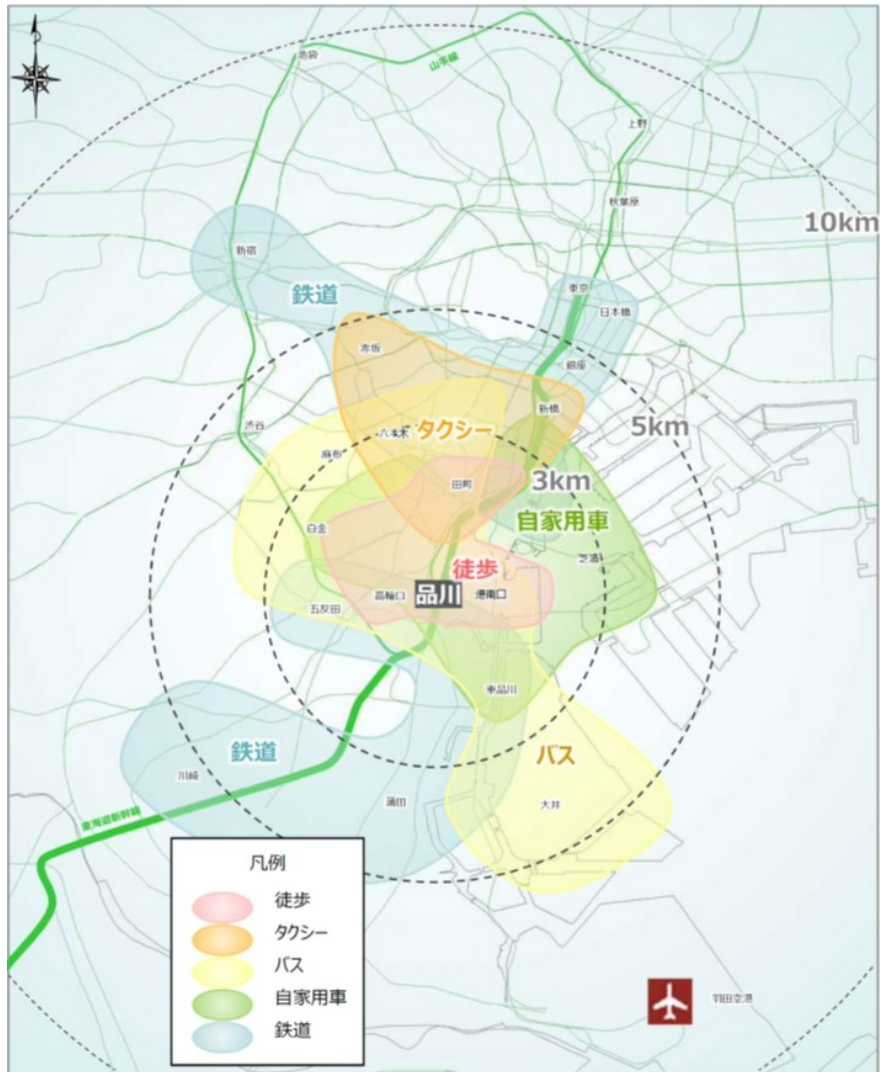 池袋
山手線
上野
秋葉原
10km
新宿
東京
鉄道
日本橋
赤坂
銀座
新橋
渋谷
タクシー
六本木
5km
麻布
田町
3km
自家用車
白金
芝浦
徒歩
品川
高輪口
港南口
五反田
東品川
鉄道
バス
川崎
蒲田
大井
東海道新幹線
凡例
徒歩
タクシー
バス
自家用車
鉄道
羽田空港